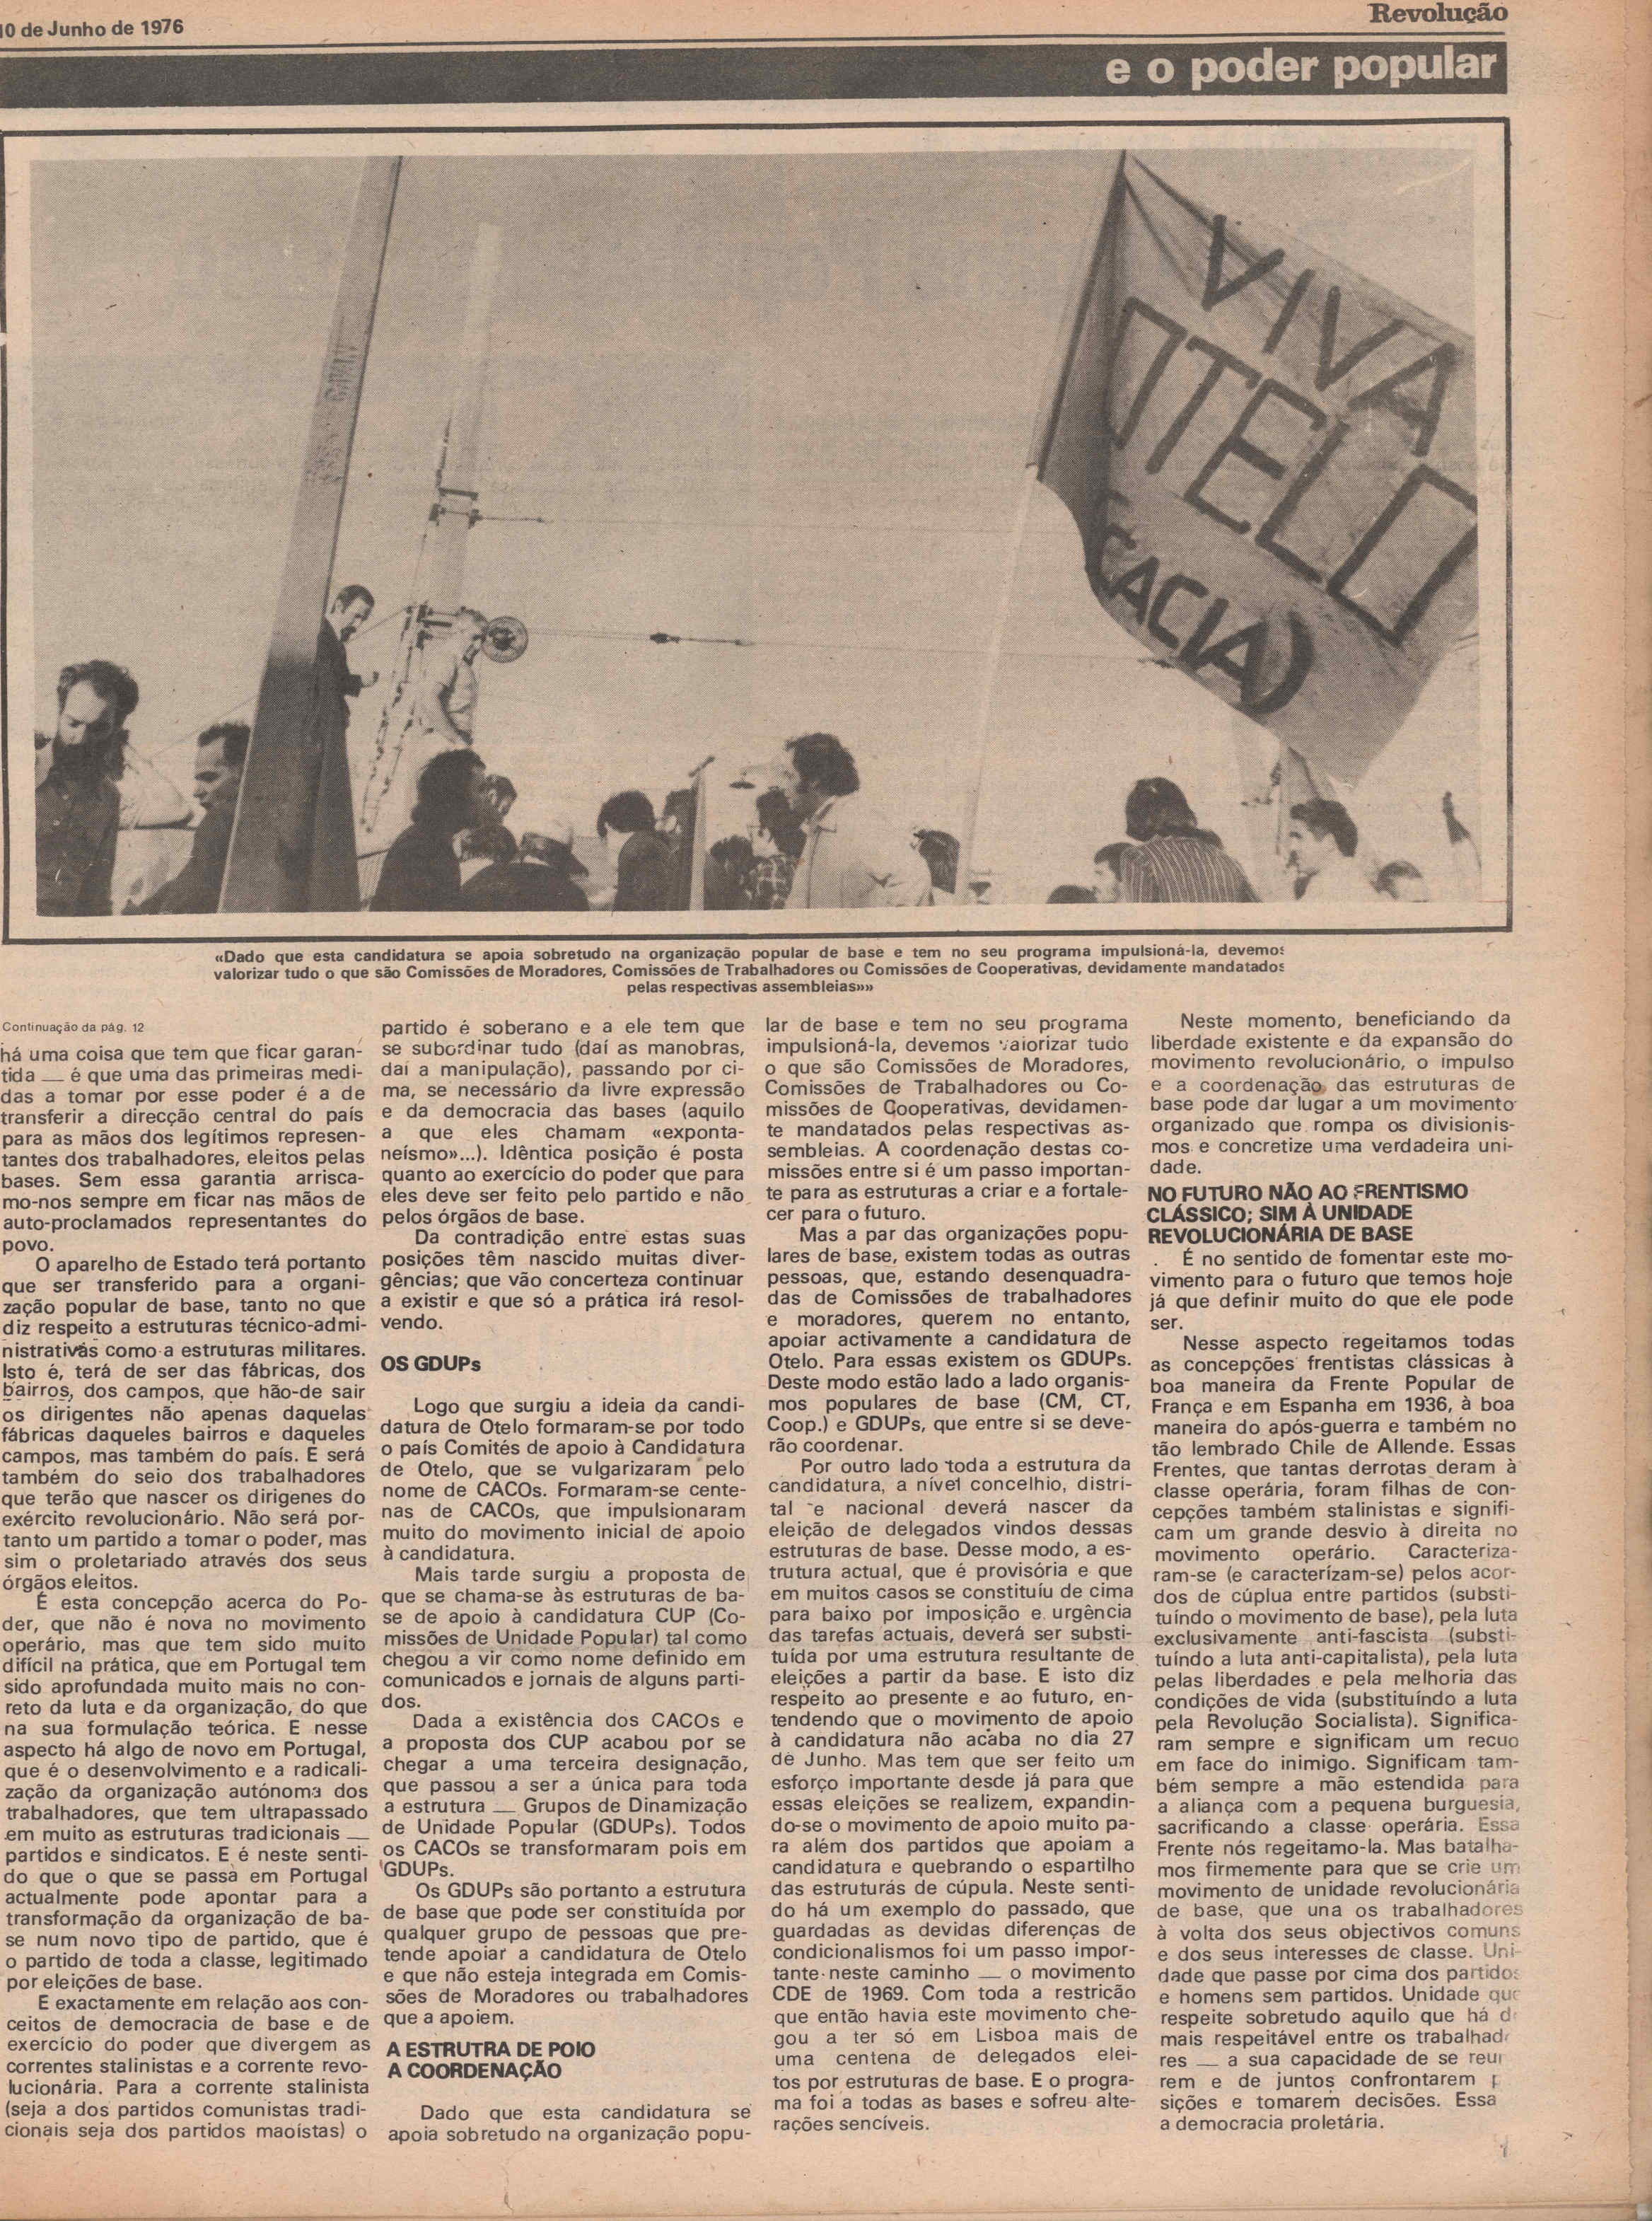 10 de Junho de 1976
Revolução
e o poder popular
VIVA
OTELO
CACIA)
«Dado que esta candidatura se apoia sobretudo na organização popular de base e tem no seu programa impulsioná-la, devemos
valorizar tudo o que são Comissões de Moradores, Comissões de Trabalhadores ou Comissões de Cooperativas, devidamente mandatados
pelas respectivas assembleias»»
Continuação da pág. 12
há uma coisa que tem que ficar garan-
tida — é que uma das primeiras medi-
das a tomar por esse poder é a de
transferir a direcção central do país
para as mãos dos legítimos represen-
tantes dos trabalhadores, eleitos pelas
bases. Sem essa garantia arrisca-
mo-nos sempre em ficar nas mãos de
auto-proclamados representantes do
povo.
O aparelho de Estado terá portanto
que ser transferido para a organi-
zação popular de base, tanto no que
diz respeito a estruturas técnico-admi-
nistrativas como a estruturas militares.
Isto é, terá de ser das fábricas, dos
bairros, dos campos, que hão-de sair
os dirigentes não apenas daquelas
fábricas daqueles bairros e daqueles
campos, mas também do país. E será
também do seio dos trabalhadores
que terão que nascer os dirigenes do
exército revolucionário. Não será por-
tanto um partido a tomar o poder, mas
sim o proletariado através dos seus
órgãos eleitos.
É esta concepção acerca do Po-
der, que não é nova no movimento
operário, mas que tem sido muito
difícil na prática, que em Portugal tem
sido aprofundada muito mais no con-
reto da luta e da organização, do que
na sua formulação teórica. E nesse
aspecto há algo de novo em Portugal,
que é o desenvolvimento e a radicali-
zação da organização autónoma dos
trabalhadores, que tem ultrapassado
em muito as estruturas tradicionais —
partidos e sindicatos. E é neste senti-
do que o que se passa em Portugal
actualmente pode apontar para a
transformação da organização de ba-
se num novo tipo de partido, que é
o partido de toda a classe, legitimado
por eleições de base.
E exactamente em relação aos con-
ceitos de democracia de base e de
exercício do poder que divergem as
correntes stalinistas e a corrente revo-
lucionária. Para a corrente stalinista
(seja a dos partidos comunistas tradi-
cionais seja dos partidos maoístas) o
partido é soberano e a ele tem que
se subordinar tudo (daí as manobras,
daí a manipulação), passando por ci-
ma, se necessário da livre expressão
e da democracia das bases (aquilo
a que eles chamam «exponta-
neísmo»...). Idêntica posição é posta
quanto ao exercício do poder que para
eles deve ser feito pelo partido e não
pelos órgãos de base.
Da contradição entre estas suas
posições têm nascido muitas diver-
gências; que vão concerteza continuar
a existir e que só a prática irá resol-
vendo.
OS GDUPs
Logo que surgiu a ideia da candi-
datura de Otelo formaram-se por todo
o país Comités de apoio à Candidatura
de Otelo, que se vulgarizaram pelo
nome de CACOs. Formaram-se cente-
nas de CACOs, que impulsionaram
muito do movimento inicial de apoio
à candidatura.
Mais tarde surgiu a proposta de
que se chama-se às estruturas de ba-
se de apoio à candidatura CUP (Co-
missões de Unidade Popular) tal como
chegou a vir como nome definido em
comunicados e jornais de alguns parti-
dos.
Dada a existência dos CACOs e
a proposta dos CUP acabou por se
chegar a uma terceira designação,
que passou a ser a única para toda
a estrutura — Grupos de Dinamização
de Unidade Popular (GDUPs). Todos
os CACOs se transformaram pois em
GDUPs.
Os GDUPs são portanto a estrutura
de base que pode ser constituída por
qualquer grupo de pessoas que pre-
tende apoiar a candidatura de Otelo
e que não esteja integrada em Comis-
sões de Moradores ou trabalhadores
que a apoiem.
A ESTRUTRA DE POIO
A COORDENAÇÃO
Dado que esta candidatura se
apoia sobretudo na organização popu-
lar de base e tem no seu programa
impulsioná-la, devemos valorizar tudo
o que são Comissões de Moradores,
Comissões de Trabalhadores ou Co-
missões de Cooperativas, devidamen-
te mandatados pelas respectivas as-
sembleias. A coordenação destas co-
missões entre si é um passo importan-
te para as estruturas a criar e a fortale-
cer para o futuro.
Mas a par das organizações popu-
lares de base, existem todas as outras
pessoas, que, estando desenquadra-
das de Comissões de trabalhadores
e moradores, querem no entanto,
apoiar activamente a candidatura de
Otelo. Para essas existem os GDUPs.
Deste modo estão lado a lado organis-
mos populares de base (CM, CT,
Coop.) e GDUPs, que entre si se deve-
rão coordenar.
Por outro lado toda a estrutura da
candidatura, a nível concelhio, distri-
tal e nacional deverá nascer da
eleição de delegados vindos dessas
estruturas de base. Desse modo, a es-
trutura actual, que é provisória e que
em muitos casos se constituíu de cima
para baixo por imposição e urgência
das tarefas actuais, deverá ser substi-
tuída por uma estrutura resultante de
eleições a partir da base. E isto diz
respeito ao presente e ao futuro, en-
tendendo que o movimento de apoio
à candidatura não acaba no dia 27
de Junho. Mas tem que ser feito um
esforço importante desde já para que
essas eleições se realizem, expandin-
do-se o movimento de apoio muito pa-
ra além dos partidos que apoiam a
candidatura e quebrando o espartilho
das estruturas de cúpula. Neste senti-
do há um exemplo do passado, que
guardadas as devidas diferenças de
condicionalismos foi um passo impor-
tante neste caminho — o movimento
CDE de 1969. Com toda a restrição
que então havia este movimento che-
gou a ter só em Lisboa mais de
uma centena de delegados elei-
tos por estruturas de base. E o progra-
ma foi a todas as bases e sofreu alte-
rações sencíveis.
Neste momento, beneficiando da
liberdade existente e da expansão do
movimento revolucionário, o impulso
e a coordenação das estruturas de
base pode dar lugar a um movimento
organizado que rompa os divisionis-
mos e concretize uma verdadeira uni-
dade.
NO FUTURO NÃO AO FRENTISMO
CLÁSSICO; SIM À UNIDADE
REVOLUCIONÁRIA DE BASE
É no sentido de fomentar este mo-
vimento para o futuro que temos hoje
já que definir muito do que ele pode
ser.
Nesse aspecto regeitamos todas
as concepções frentistas clássicas à
boa maneira da Frente Popular de
França e em Espanha em 1936, à boa
maneira do após-guerra e também no
tão lembrado Chile de Allende. Essas
Frentes, que tantas derrotas deram à
classe operária, foram filhas de con-
cepções também stalinistas e signifi-
cam um grande desvio à direita no
movimento operário. Caracteriza-
ram-se (e caracterízam-se) pelos acor-
dos de cúplua entre partidos (substi-
tuíndo o movimento de base), pela luta
exclusivamente anti-fascista (substi-
tuíndo a luta anti-capitalista), pela luta
pelas liberdades e pela melhoria das
condições de vida (substituíndo a luta
pela Revolução Socialista). Significa-
ram sempre e significam um recuo
em face do inimigo. Significam tam-
bém sempre a mão estendida para
a aliança com a pequena burguesia,
sacrificando a classe operária. Essa
Frente nós regeitamo-la. Mas batalha-
mos firmemente para que se crie um
movimento de unidade revolucionária
de base, que una os trabalhadores
à volta dos seus objectivos comuns
e dos seus interesses de classe. Uni-
dade que passe por cima dos partidos
e homens sem partidos. Unidade que
respeite sobretudo aquilo que há d
mais respeitável entre os trabalhado
res — a sua capacidade de se reu
rem e de juntos confrontarem p
sições e tomarem decisões. Essa
a democracia proletária.